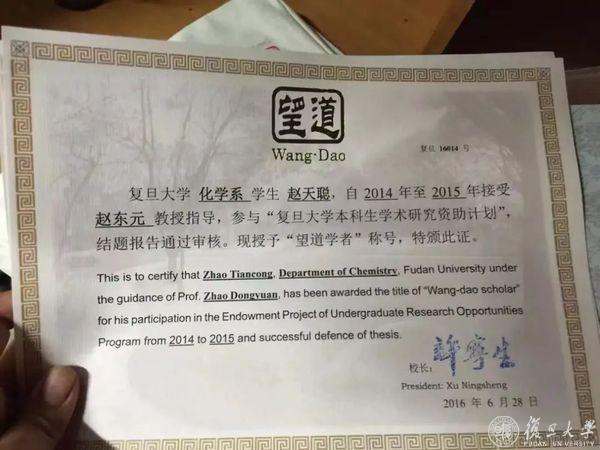 望道
Wang-Dao
复旦 16014 号
复旦大学 化学系 学生 赵天聪，自 2014 年至 2015 年接受
赵东元 教授指导，参与“复旦大学本科生学术研究资助计划”，
结题报告通过审核。现授予“望道学者”称号，特颁此证。
This is to certify that Zhao Tiancong, Department of Chemistry, Fudan University under
the guidance of Prof. Zhao Dongyuan, has been awarded the title of “Wang-dao scholar”
for his participation in the Endowment Project of Undergraduate Research Opportunities
Program from 2014 to 2015 and successful defence of thesis.
校长： 许宁生
President: Xu Ningsheng
2016 年 6 月 28 日
復旦大學
FUDAN UNIVERSITY